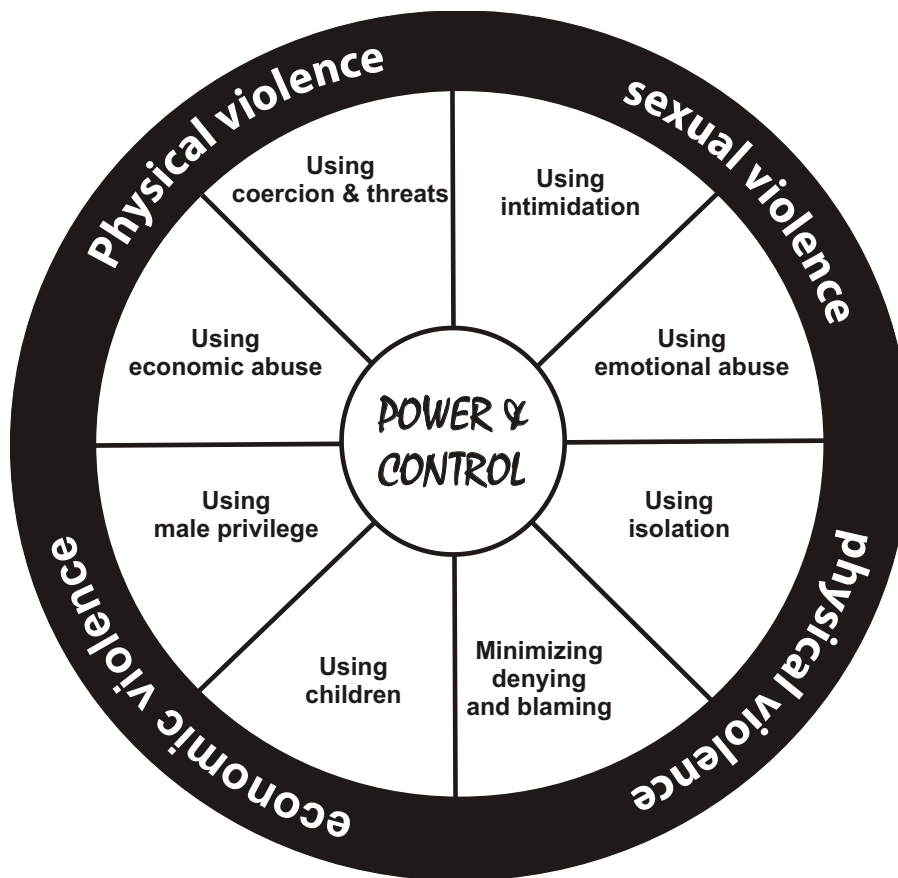 Physical violence
sexual violence
Using
coercion & threats
Using
intimidation
Using
economic abuse
Using
emotional abuse
POWER &
CONTROL
Using
male privilege
Using
isolation
Using
children
Minimizing
denying
and blaming
economic violence
physical violence